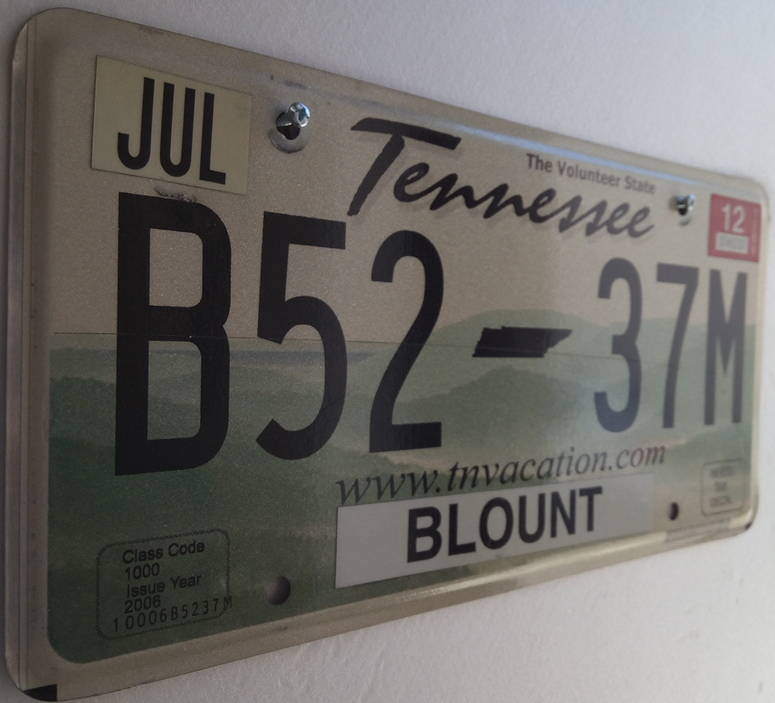 JUL
Tennessee
The Volunteer State
12
B52-37M
www.tnvacation.com
BLOUNT
Class Code
1000
Issue Year
2006
10006B5237M